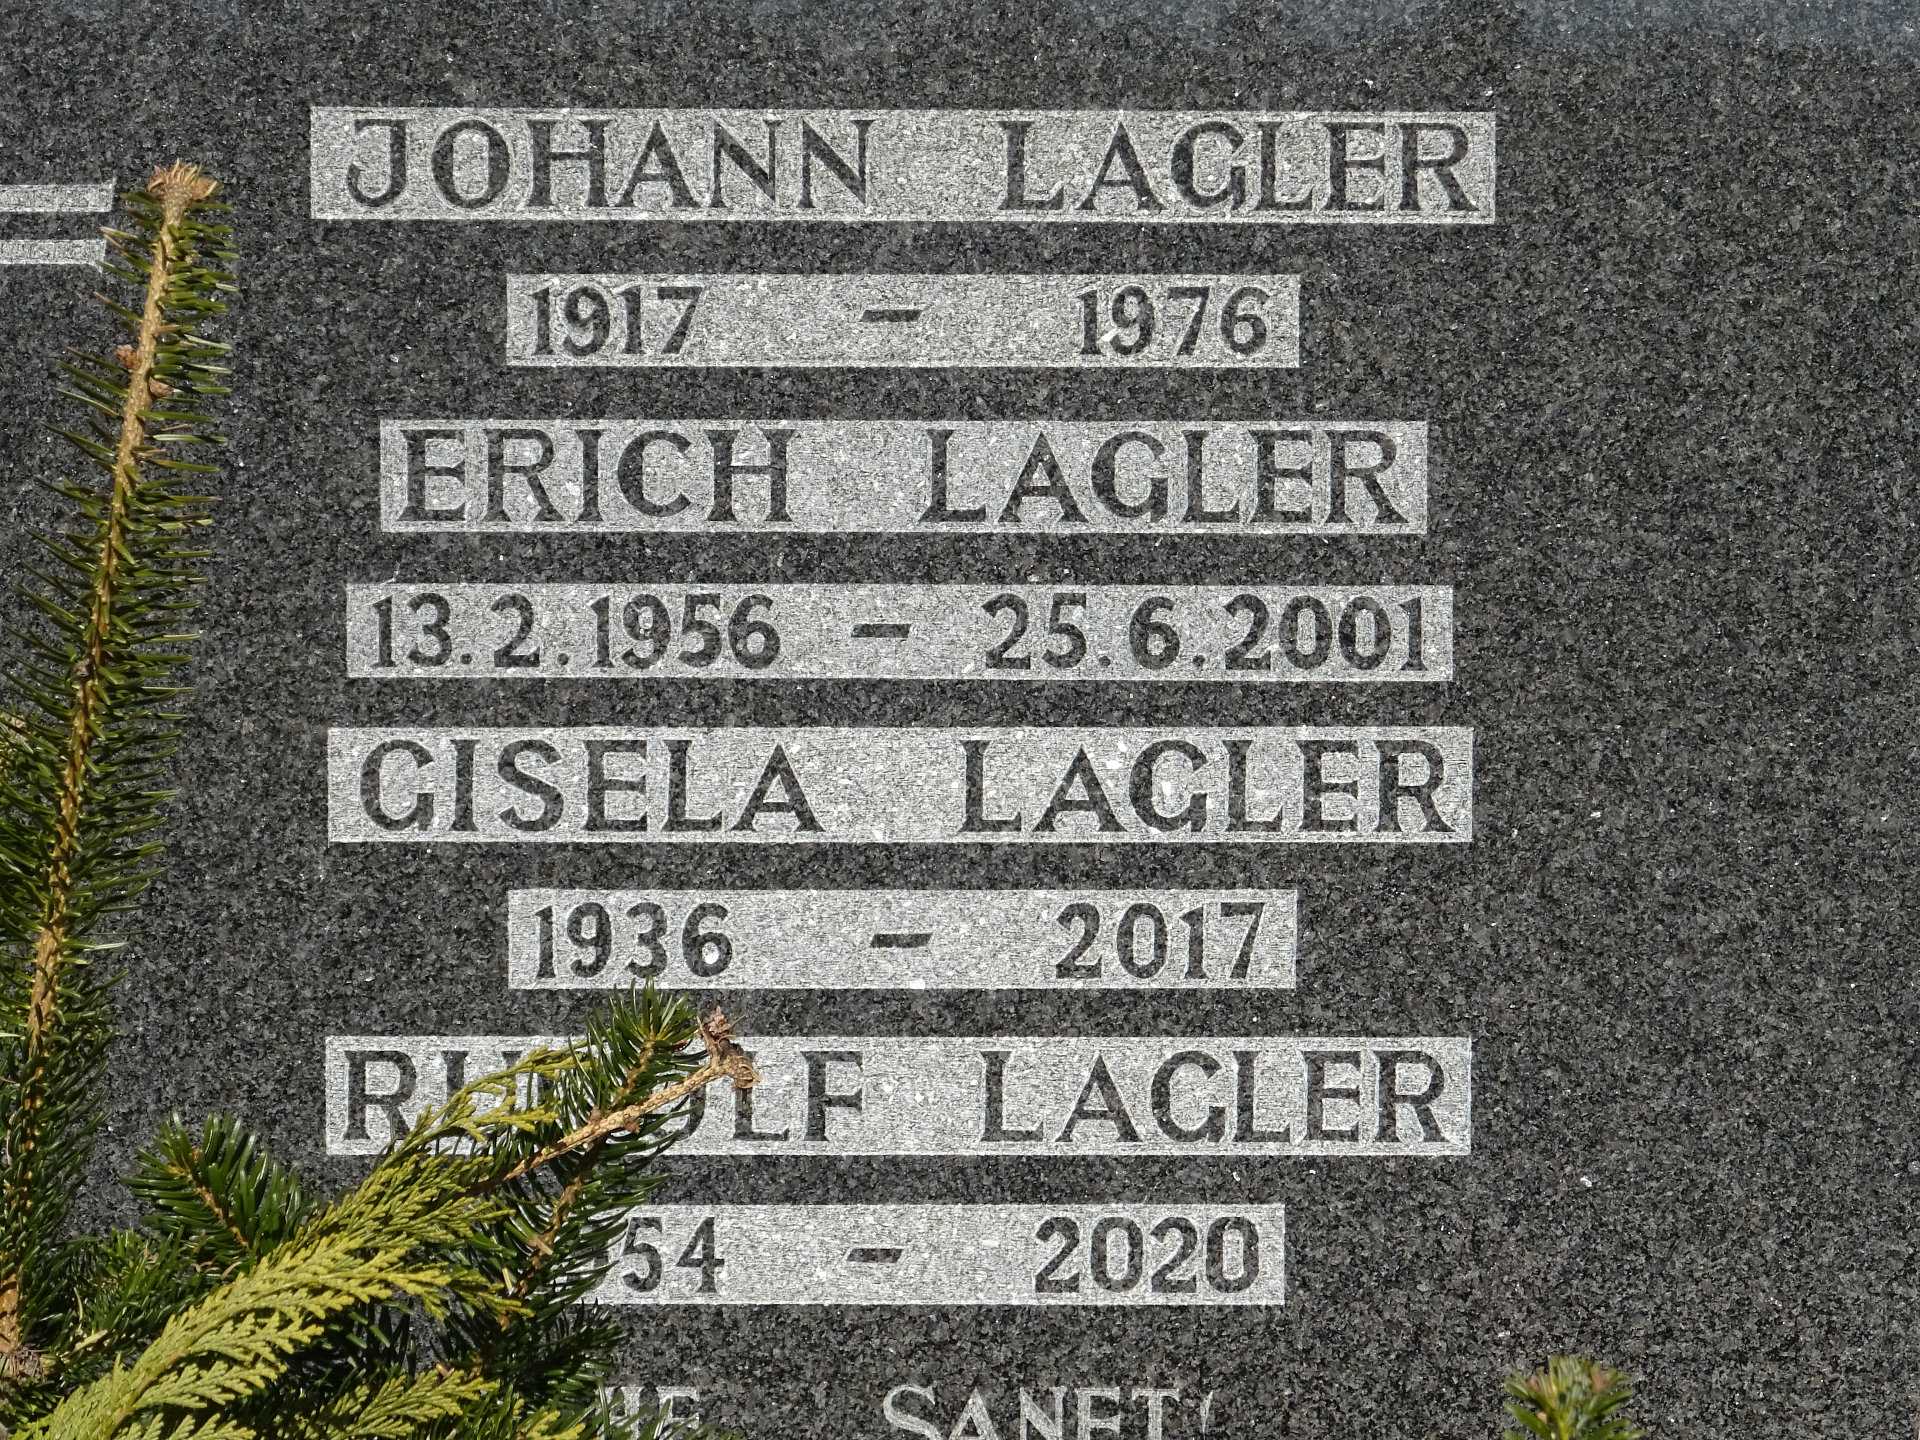 JOHANN LAGLER
1917 - 1976
ERICH LAGLER
13.2.1956 - 25.6.2001
GISELA LAGLER
1936 - 2017
LAGLER
- 2020